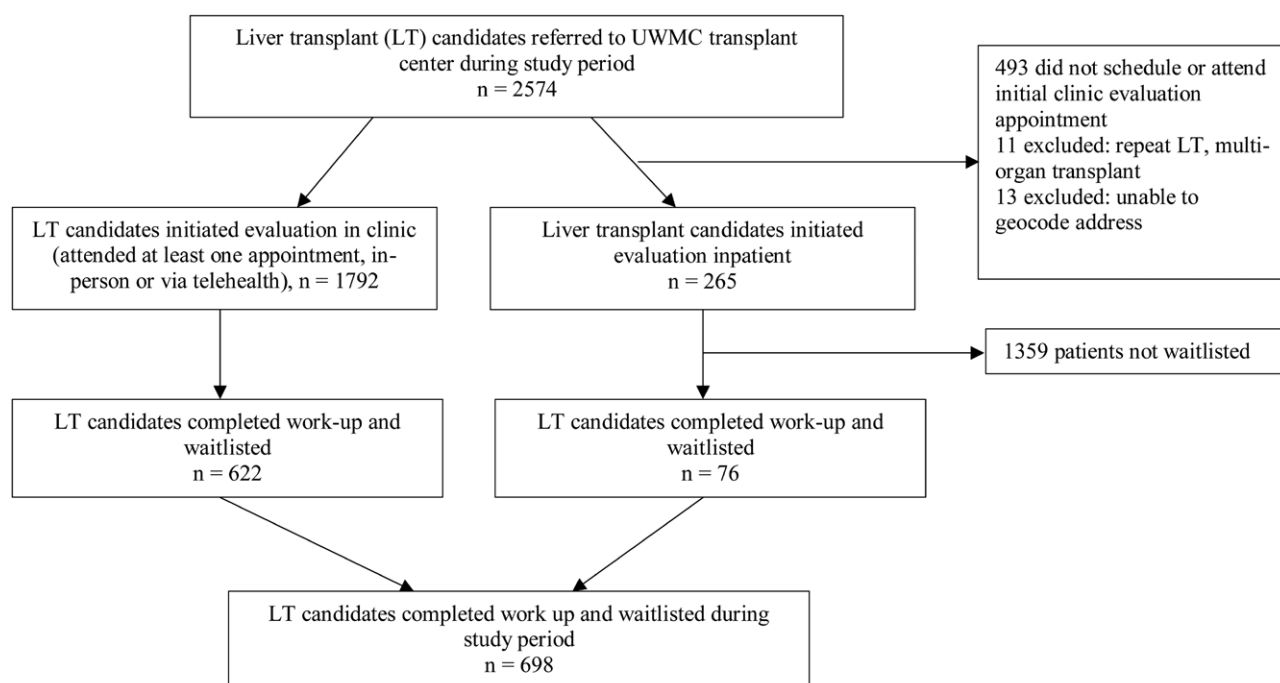 Liver transplant (LT) candidates referred to UWMC transplant
center during study period
n = 2574
493 did not schedule or attend
initial clinic evaluation
appointment
11 excluded: repeat LT, multi-
organ transplant
13 excluded: unable to
geocode address
LT candidates initiated evaluation in clinic
(attended at least one appointment, in-
person or via telehealth), n = 1792
Liver transplant candidates initiated
evaluation inpatient
n = 265
1359 patients not waitlisted
LT candidates completed work-up and
waitlisted
n = 622
LT candidates completed work-up and
waitlisted
n = 76
LT candidates completed work up and waitlisted during
study period
n = 698